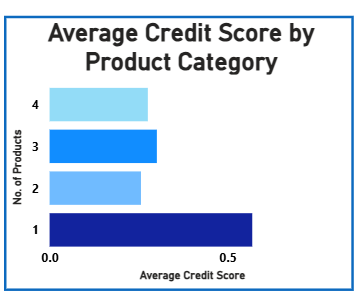 Average Credit Score by
Product Category
No. of Products
4
3
2
1
0.0 0.5
Average Credit Score